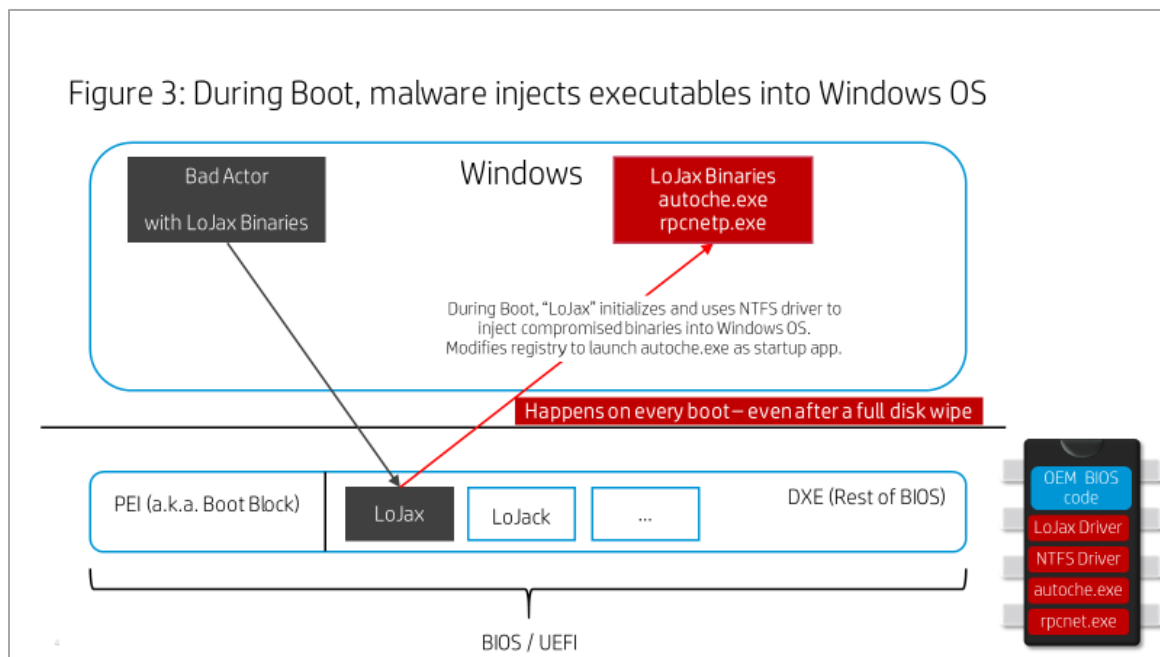 Figure 3: During Boot, malware injects executables into Windows OS
Bad Actor
with LoJax Binaries
Windows
LoJax Binaries
autoche.exe
rpcnetp.exe
During Boot, “LoJax” initializes and uses NTFS driver to
inject compromised binaries into Windows OS.
Modifies registry to launch autoche.exe as startup app.
Happens on every boot – even after a full disk wipe
PEI (a.k.a. Boot Block)
LoJax
LoJack
...
DXE (Rest of BIOS)
OEM BIOS
code
LoJax Driver
NTFS Driver
autoche.exe
rpcnet.exe
BIOS / UEFI
4